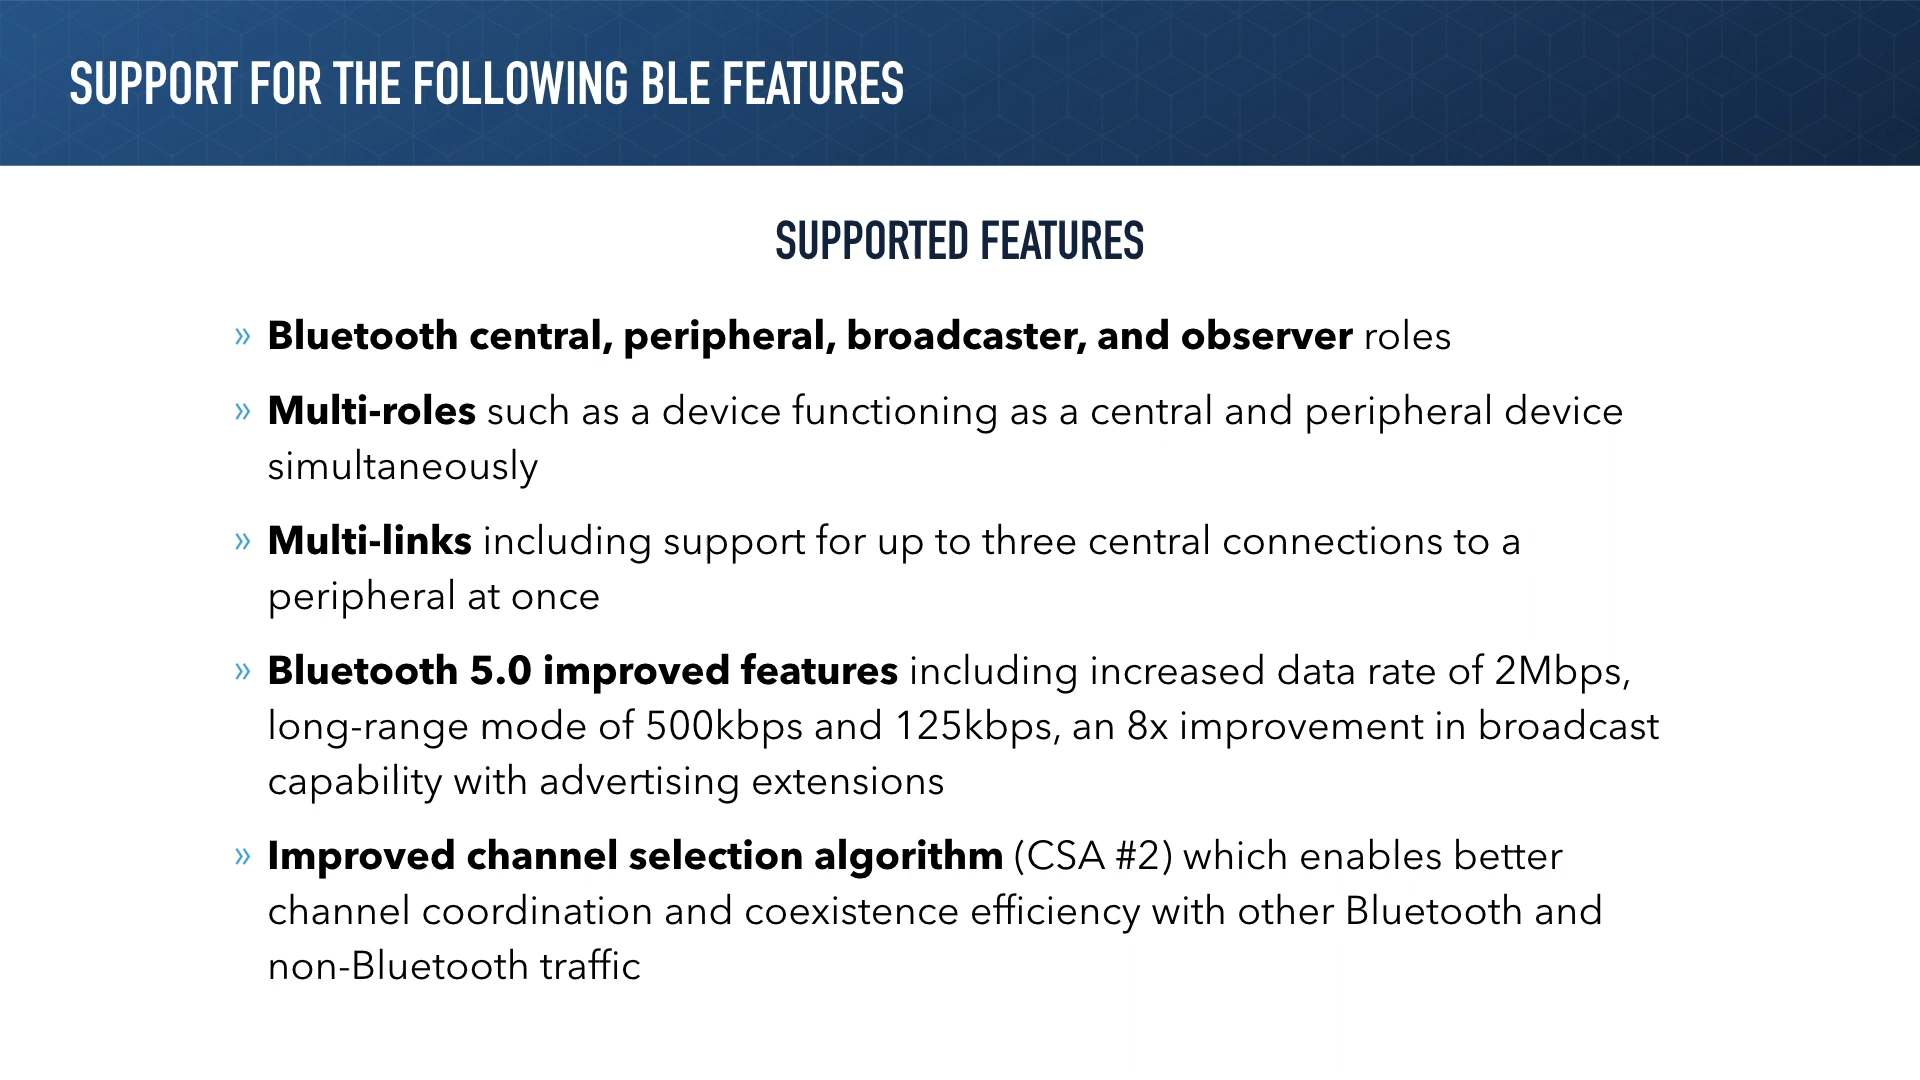 SUPPORT FOR THE FOLLOWING BLE FEATURES
SUPPORTED FEATURES
» Bluetooth central, peripheral, broadcaster, and observer roles
» Multi-roles such as a device functioning as a central and peripheral device
simultaneously
» Multi-links including support for up to three central connections to a
peripheral at once
» Bluetooth 5.0 improved features including increased data rate of 2Mbps,
long-range mode of 500kbps and 125kbps, an 8x improvement in broadcast
capability with advertising extensions
» Improved channel selection algorithm (CSA #2) which enables better
channel coordination and coexistence efficiency with other Bluetooth and
non-Bluetooth traffic